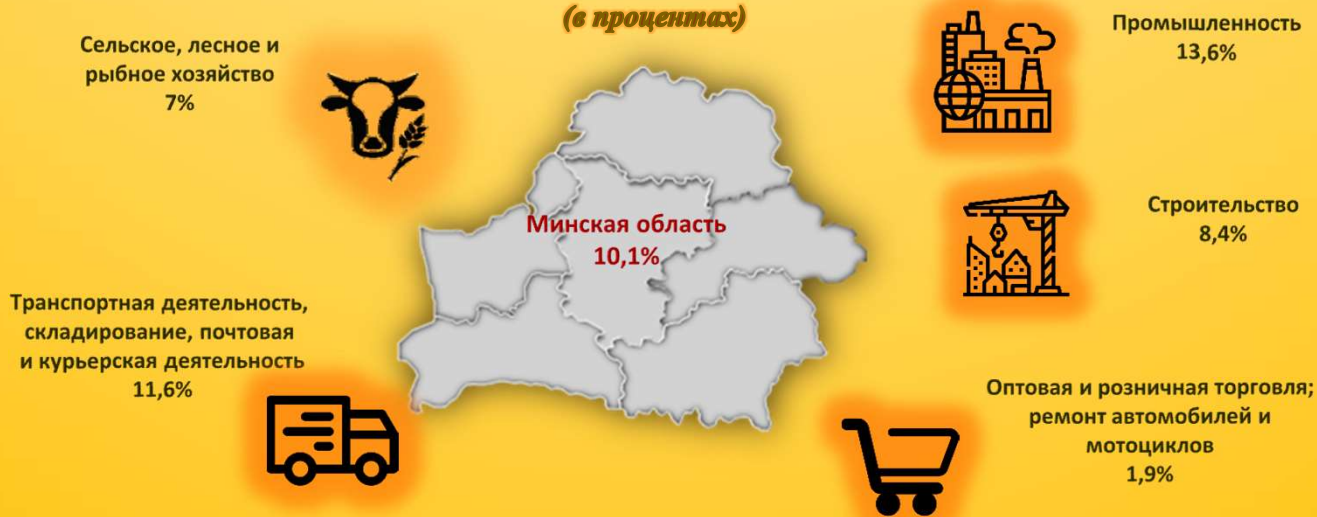 (в процентах)
Сельское, лесное и
рыбное хозяйство
7%
Промышленность
13,6%
Минская область
10,1%
Строительство
8,4%
Транспортная деятельность,
складирование, почтовая
и курьерская деятельность
11,6%
Оптовая и розничная торговля;
ремонт автомобилей и
мотоциклов
1,9%